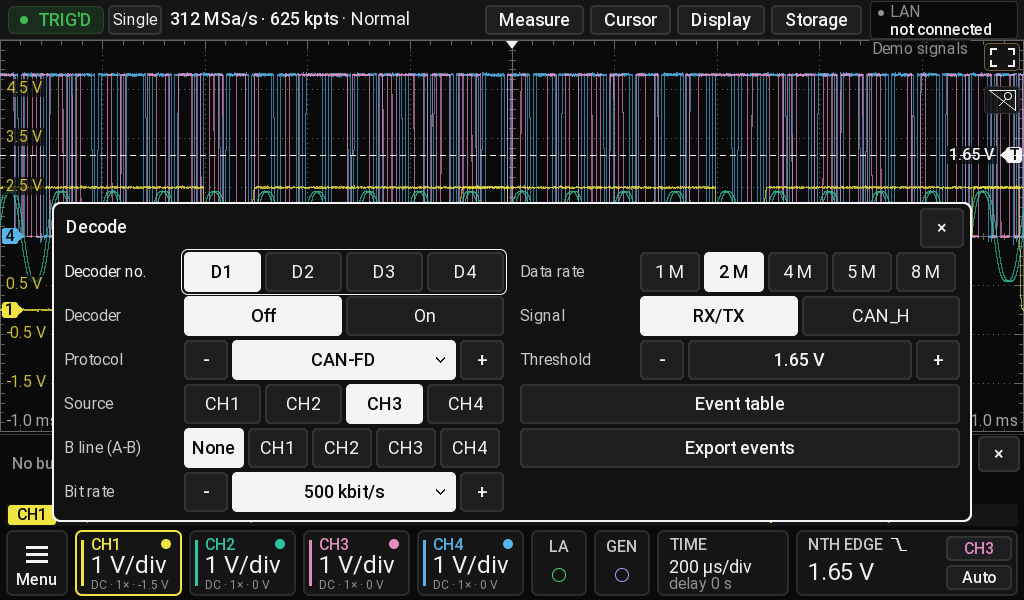 TRIG'D Single 312 MSa/s · 625 kpts · Normal Measure Cursor Display Storage LAN
not connected
Demo signals
4.5 V
3.5 V
1.65 V T
2.5 V
Decode ×
4
Decoder no. D1 D2 D3 D4 Data rate 1 M 2 M 4 M 5 M 8 M
0.5 V
1
Decoder Off On Signal RX/TX CAN_H
-0.5 V
Protocol - CAN-FD + Threshold - 1.65 V +
-1.5 V
Source CH1 CH2 CH3 CH4 Event table
-1.0 ms 1.0 ms
B line (A-B) None CH1 CH2 CH3 CH4 Export events
No bu ×
Bit rate - 500 kbit/s +
CH1
Menu
CH1
1 V/div
DC · 1× · -1.5 V
CH2
1 V/div
DC · 1× · 0 V
CH3
1 V/div
DC · 1× · 0 V
CH4
1 V/div
DC · 1× · 0 V
LA
GEN
TIME
200 µs/div
delay 0 s
NTH EDGE
1.65 V
CH3
Auto